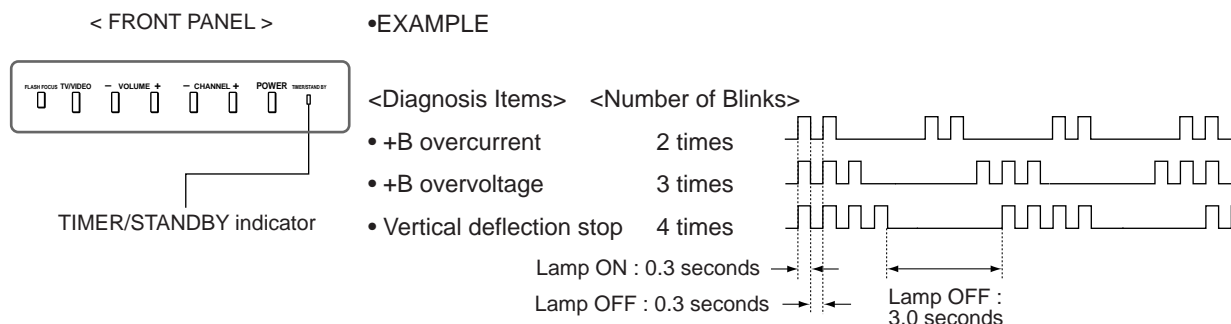 < FRONT PANEL >
•EXAMPLE
FLASH FOCUS TV/VIDEO − VOLUME + − CHANNEL + POWER TIMER/STAND BY
<Diagnosis Items> <Number of Blinks>
• +B overcurrent 2 times
• +B overvoltage 3 times
TIMER/STANDBY indicator
• Vertical deflection stop 4 times
Lamp ON : 0.3 seconds
Lamp OFF : 0.3 seconds
Lamp OFF :
3.0 seconds